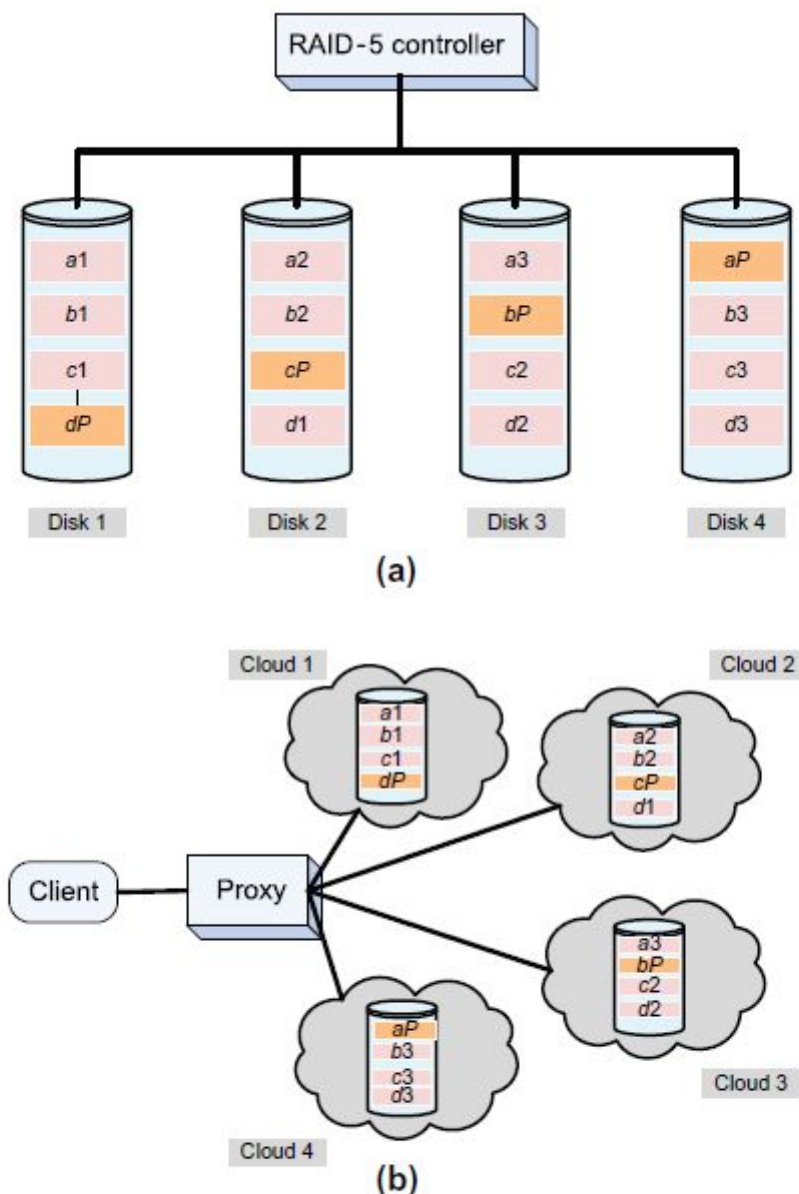 RAID-5 controller
a1 a2 a3 aP
b1 b2 bP b3
c1 cP c2 c3
dP d1 d2 d3
Disk 1 Disk 2 Disk 3 Disk 4
(a)
Cloud 1
Cloud 2
a1
b1
c1
dP
a2
b2
cP
d1
Client
Proxy
a3
bP
c2
d2
Cloud 3
aP
b3
c3
d3
Cloud 4
(b)